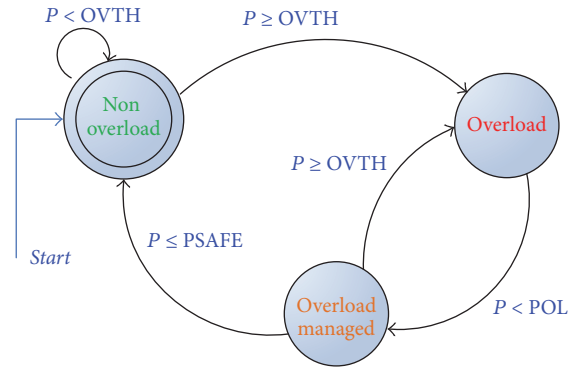 P < OVTH
P ≥ OVTH
Non
overload
Overload
P ≥ OVTH
P ≤ PSAFE
Start
Overload
managed
P < POL